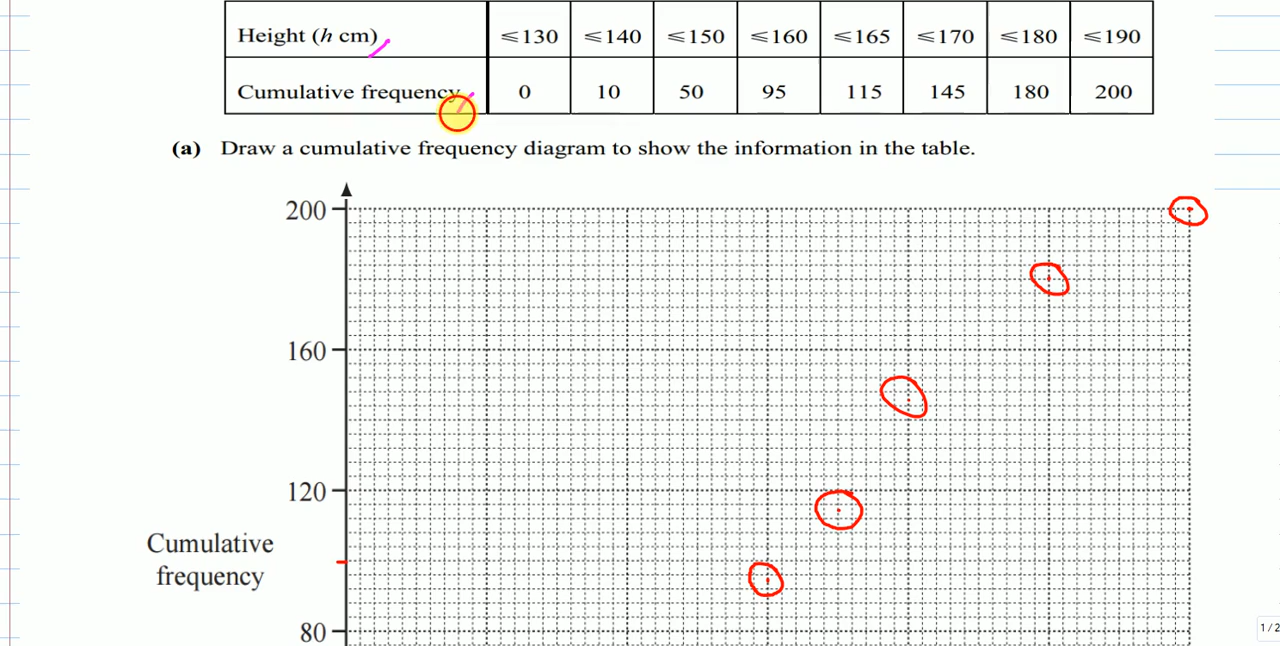 Height (h cm) ⩽130 ⩽140 ⩽150 ⩽160 ⩽165 ⩽170 ⩽180 ⩽190
Cumulative frequency 0 10 50 95 115 145 180 200
(a) Draw a cumulative frequency diagram to show the information in the table.
200
160
120
Cumulative
frequency
80
1/2